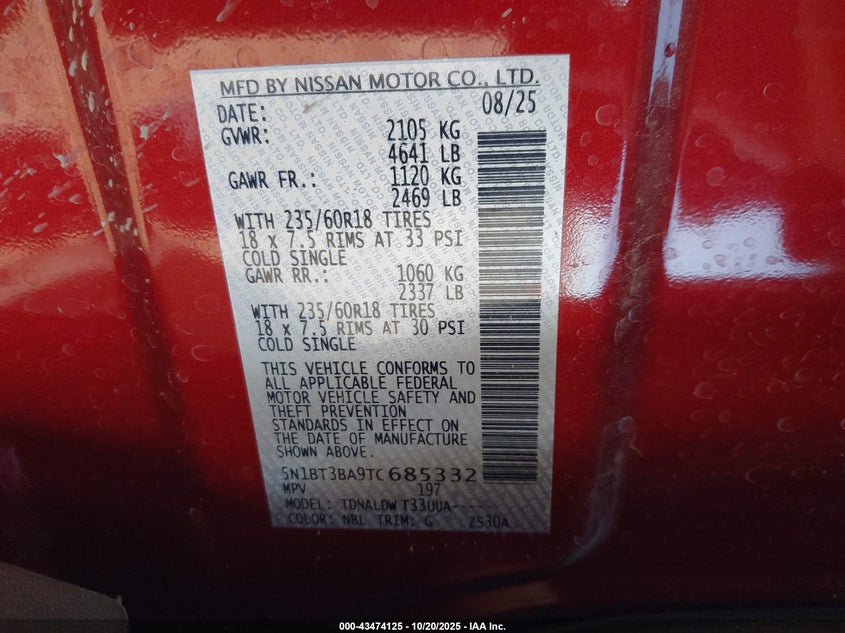 MFD BY NISSAN MOTOR CO., LTD.
DATE: 08/25
GVWR: 2105 KG
4641 LB
GAWR FR.: 1120 KG
2469 LB
WITH 235/60R18 TIRES
18 x 7.5 RIMS AT 33 PSI
COLD SINGLE
GAWR RR.: 1060 KG
2337 LB
WITH 235/60R18 TIRES
18 x 7.5 RIMS AT 30 PSI
COLD SINGLE
THIS VEHICLE CONFORMS TO
ALL APPLICABLE FEDERAL
MOTOR VEHICLE SAFETY AND
THEFT PREVENTION
STANDARDS IN EFFECT ON
THE DATE OF MANUFACTURE
SHOWN ABOVE.
5N1BT3BA9TC685332
MPV 197
MODEL: TDNALDW T33UUA-----
COLOR: NBL TRIM: G ZS30A
000-43474125 - 10/20/2025 - IAA Inc.